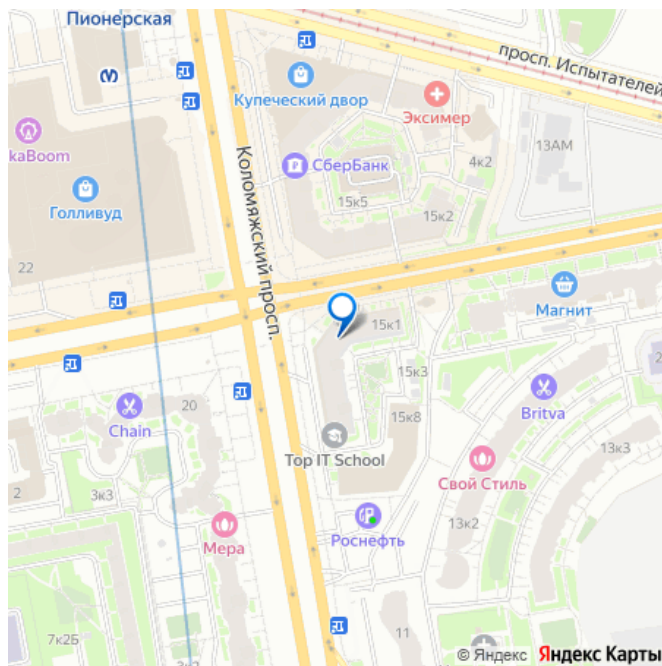 Пионерская
просп. Испытателей
Купеческий двор
Эксимер
kaBoom
СберБанк
13АМ
4к2
Голливуд
15к5
15к2
Коломяжский просп.
22
Магнит
15к1
15к3
20
Chain
15к8
Britva
Top IT School
13к3
2
3к3
Свой Стиль
Мера
Роснефть
13к2
7к2Б
11
© Яндекс Яндекс Карты